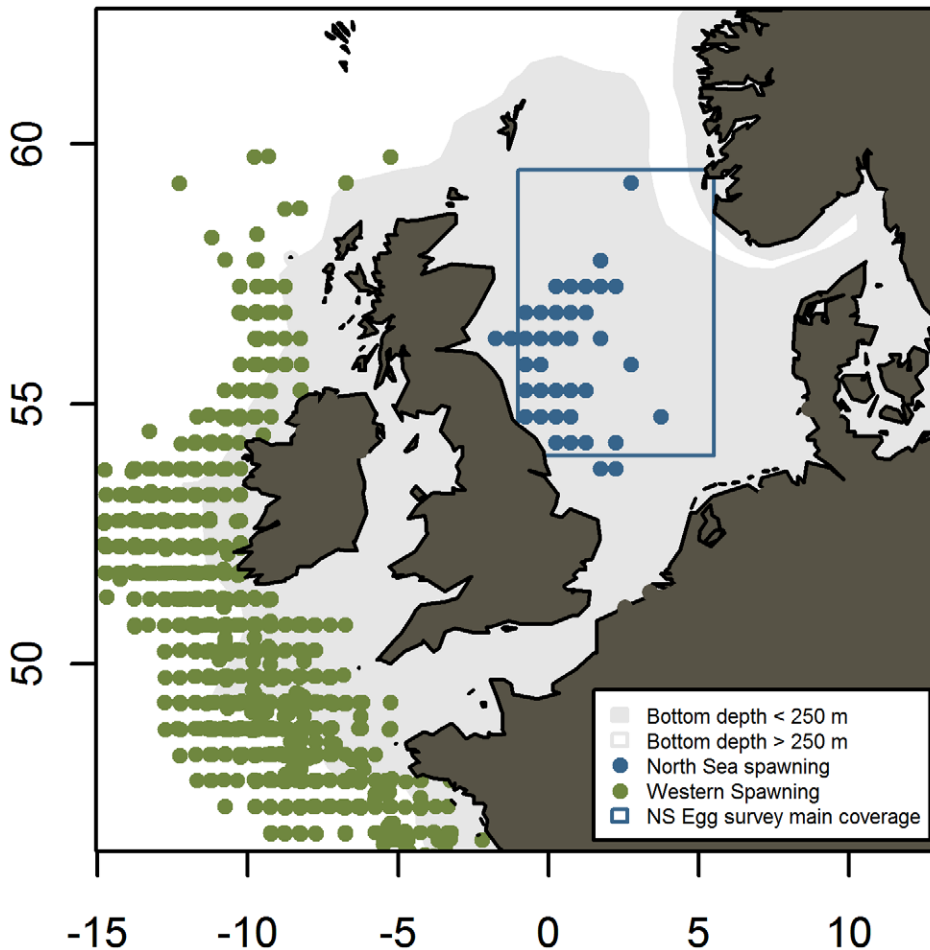 60
55
50
Bottom depth < 250 m
Bottom depth > 250 m
North Sea spawning
Western Spawning
NS Egg survey main coverage
-15 -10 -5 0 5 10